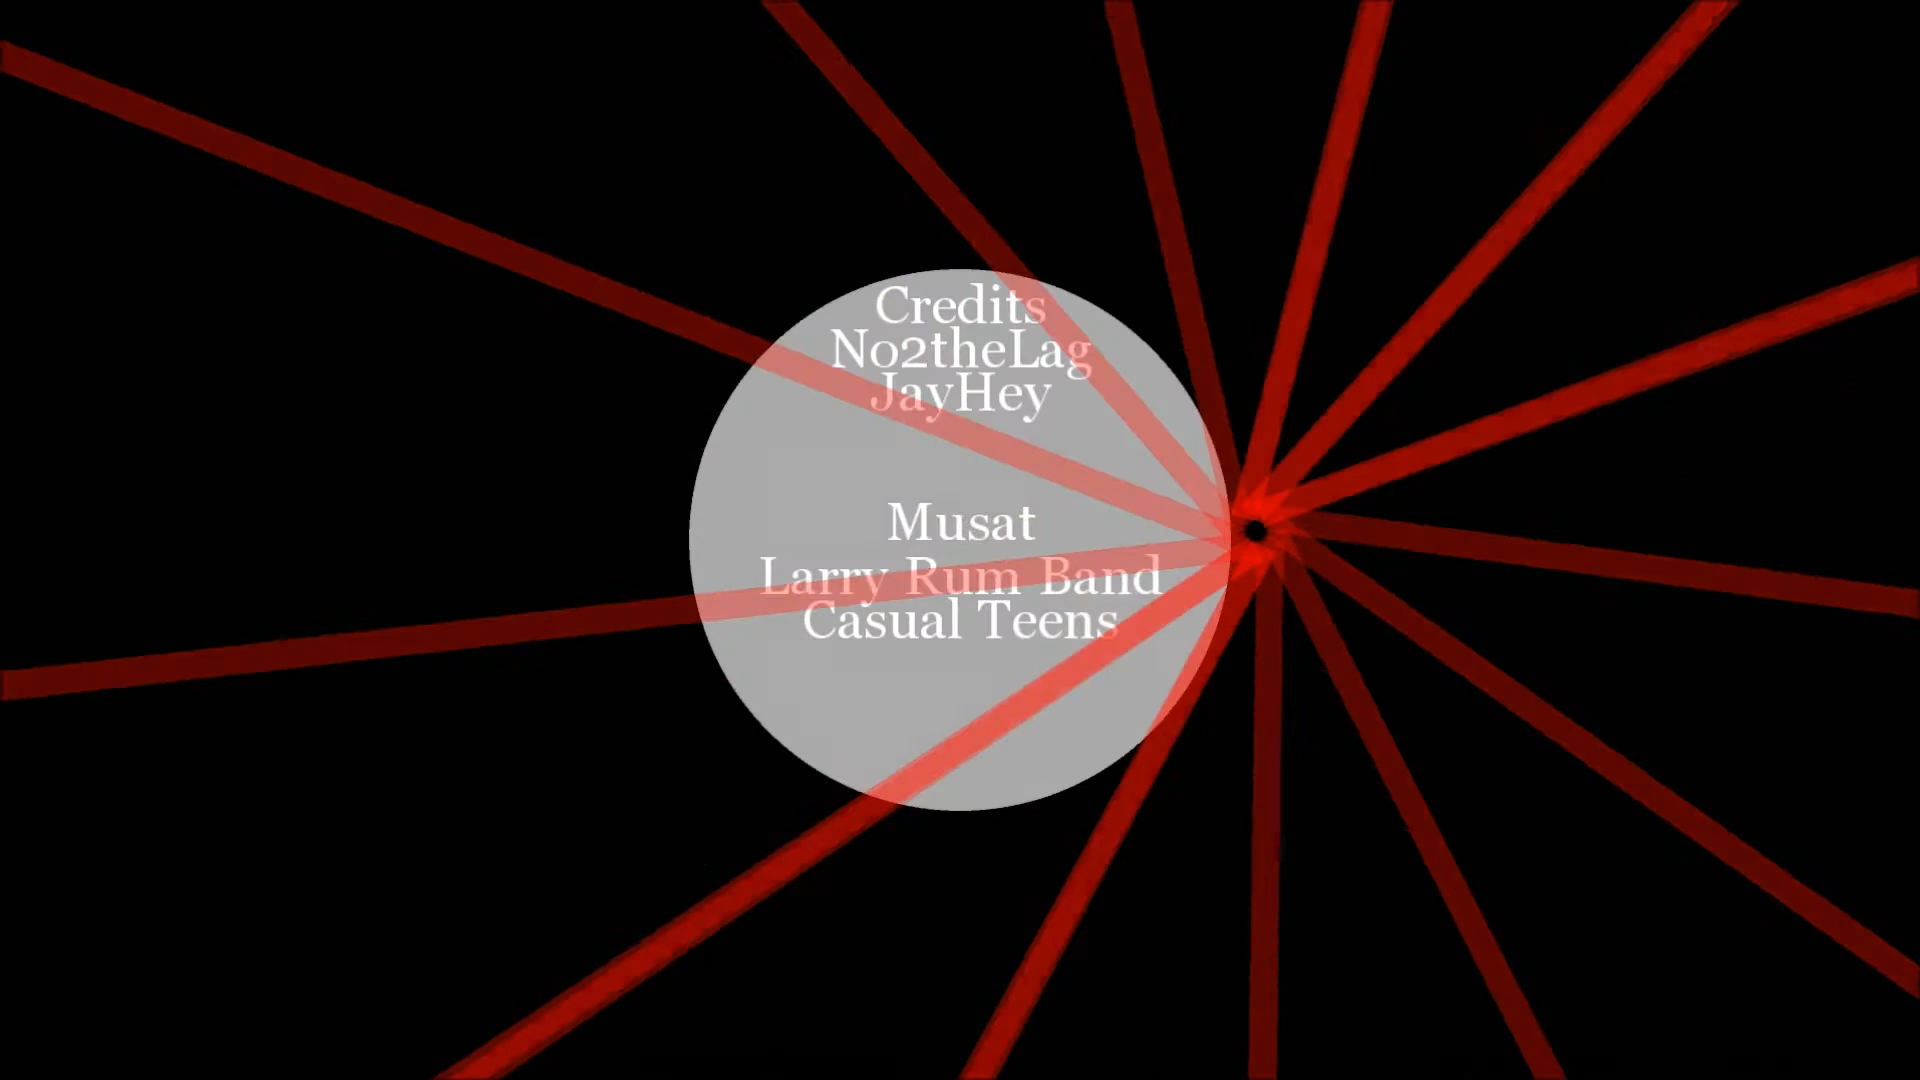 Credits
No2theLag
JayHey
Musat
Larry Rum Band
Casual Teens